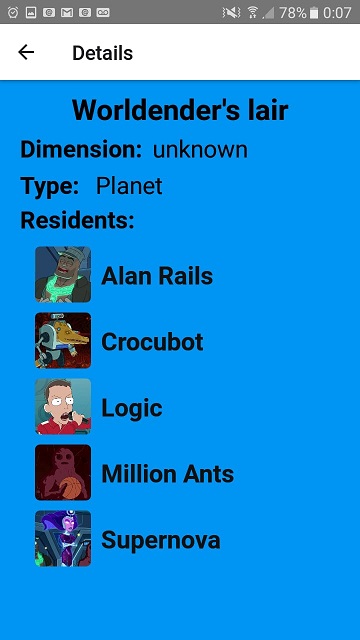 78% 0:07
Details
Worldender's lair
Dimension: unknown
Type: Planet
Residents:
Alan Rails
Crocubot
Logic
Million Ants
Supernova